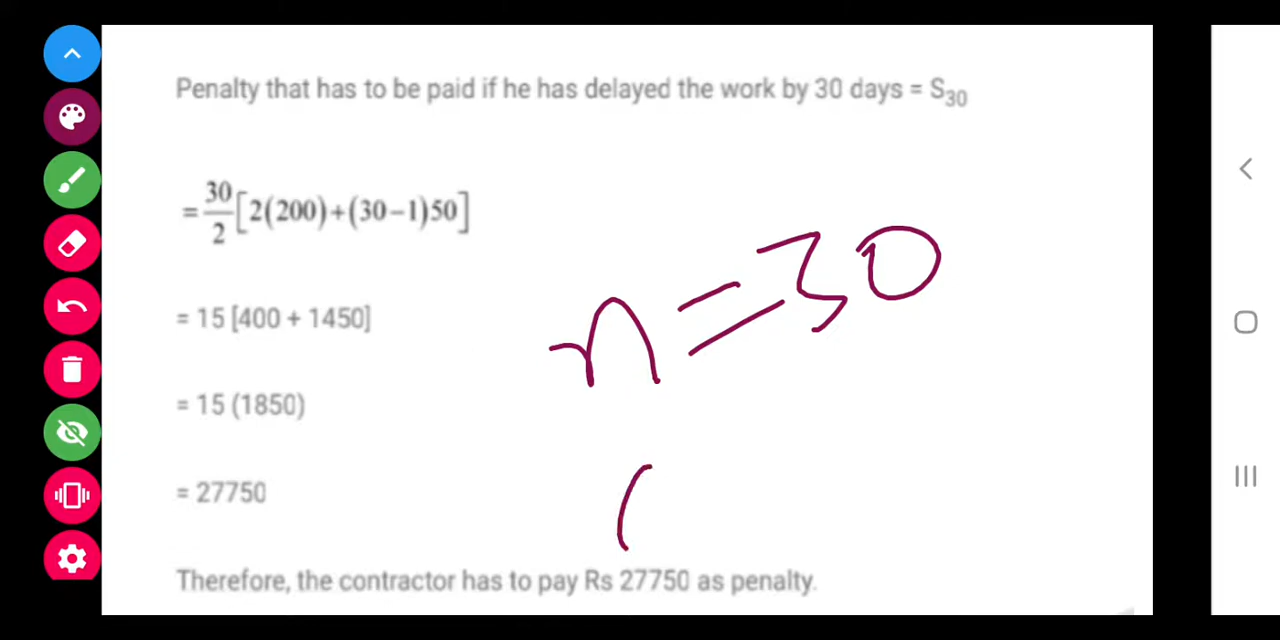 Penalty that has to be paid if he has delayed the work by 30 days = S₃₀
= 30/2 [2(200)+(30−1)50]
n=30
= 15 [400 + 1450]
= 15 (1850)
(
= 27750
Therefore, the contractor has to pay Rs 27750 as penalty.